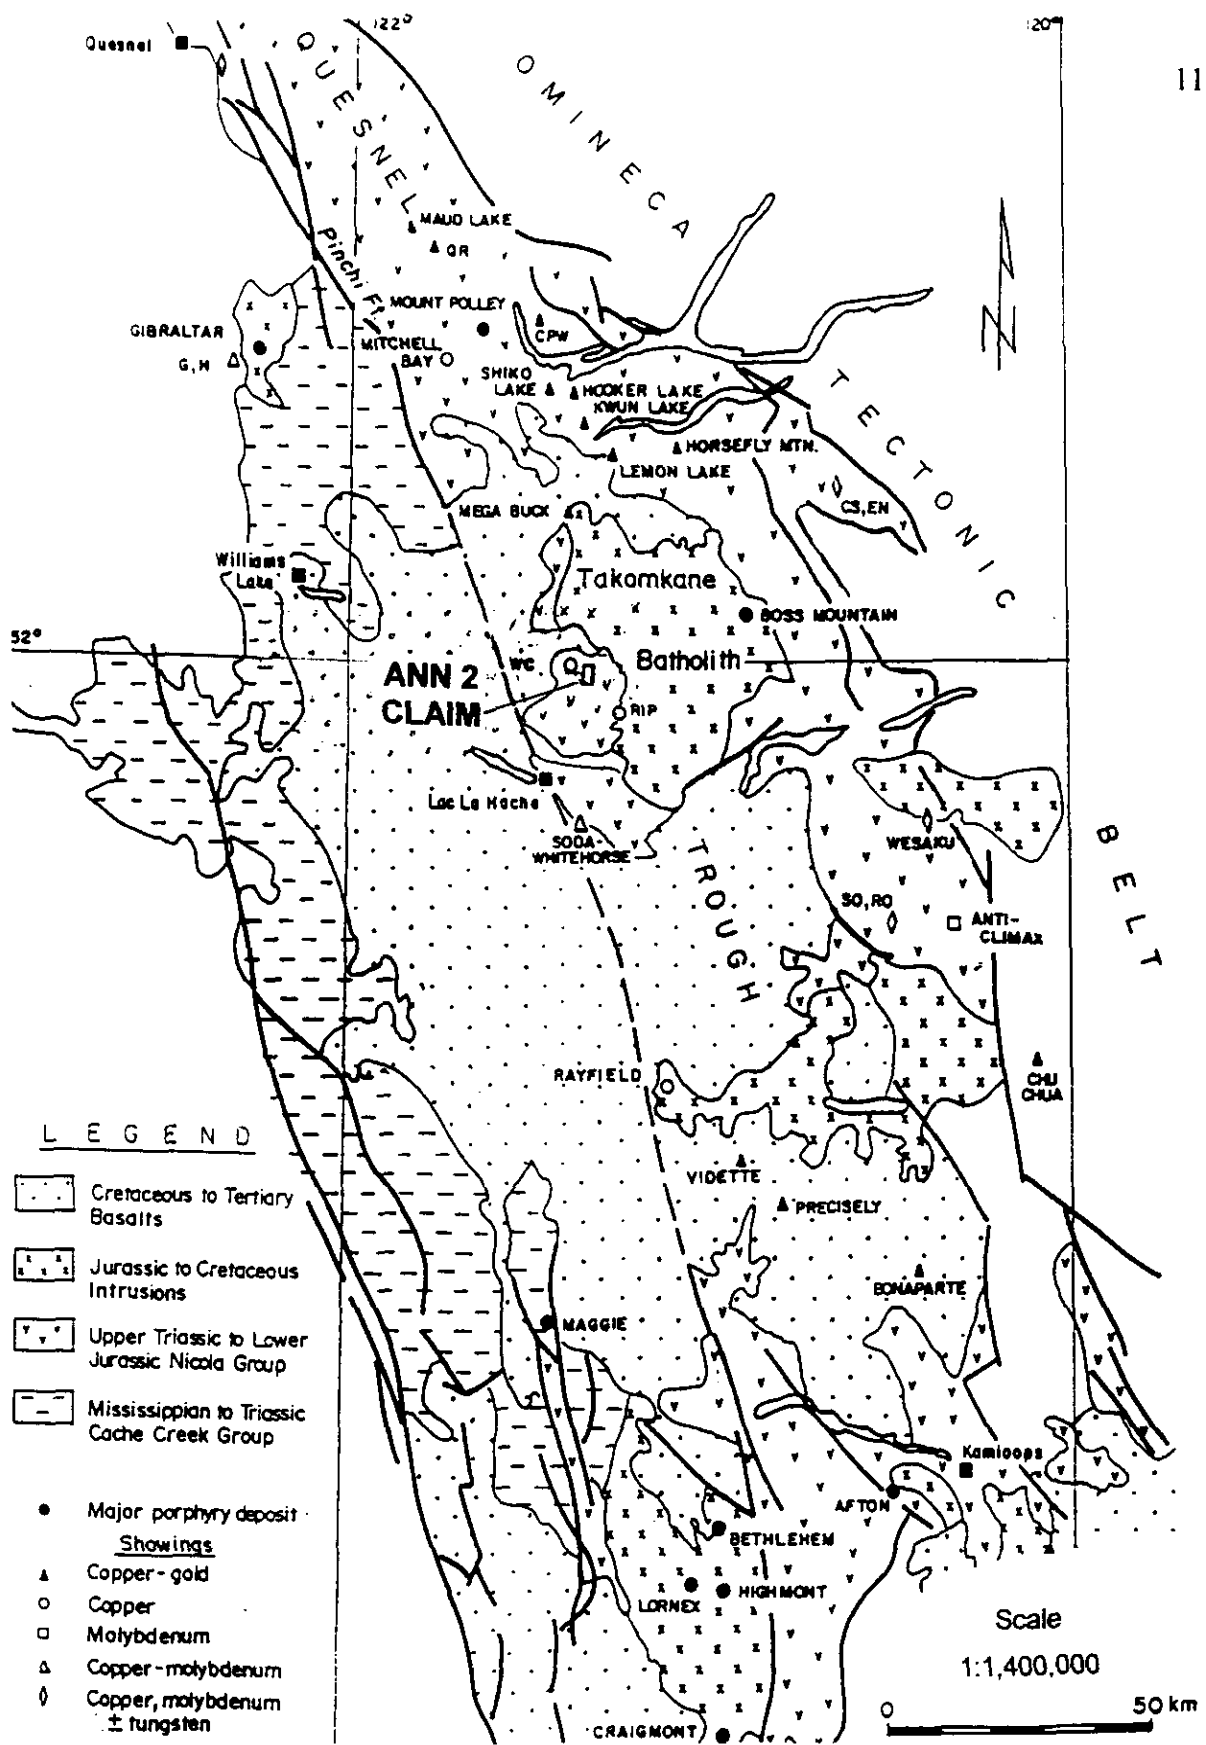 122°
120°
11
Quesnel
QUESNEL
OMINECA
MAUD LAKE
QR
Pinchi Ft.
MOUNT POLLEY
CPW
GIBRALTAR
G,H
MITCHELL
BAY
SHIKO
LAKE
HOOKER LAKE
KWUN LAKE
HORSEFLY MTN.
LEMON LAKE
TECTONIC
CS,EN
MEGA BUCK
Williams
Lake
Takomkane
BOSS MOUNTAIN
52°
WC
Batholith
ANN 2
CLAIM
RIP
Lac La Hache
SODA-
WHITEHORSE
TROUGH
WESAKU
BELT
SO,RO
ANTI-
CLIMAX
RAYFIELD
CHU
CHUA
VIDETTE
PRECISELY
BONAPARTE
LEGEND
Cretaceous to Tertiary
Basalts
Jurassic to Cretaceous
Intrusions
Upper Triassic to Lower
Jurassic Nicola Group
Mississippian to Triassic
Cache Creek Group
MAGGIE
Kamloops
AFTON
BETHLEHEM
LORNEX
HIGHMONT
CRAIGMONT
Major porphyry deposit
Showings
Copper-gold
Copper
Molybdenum
Copper-molybdenum
Copper, molybdenum
± tungsten
Scale
1:1,400,000
0
50 km
N